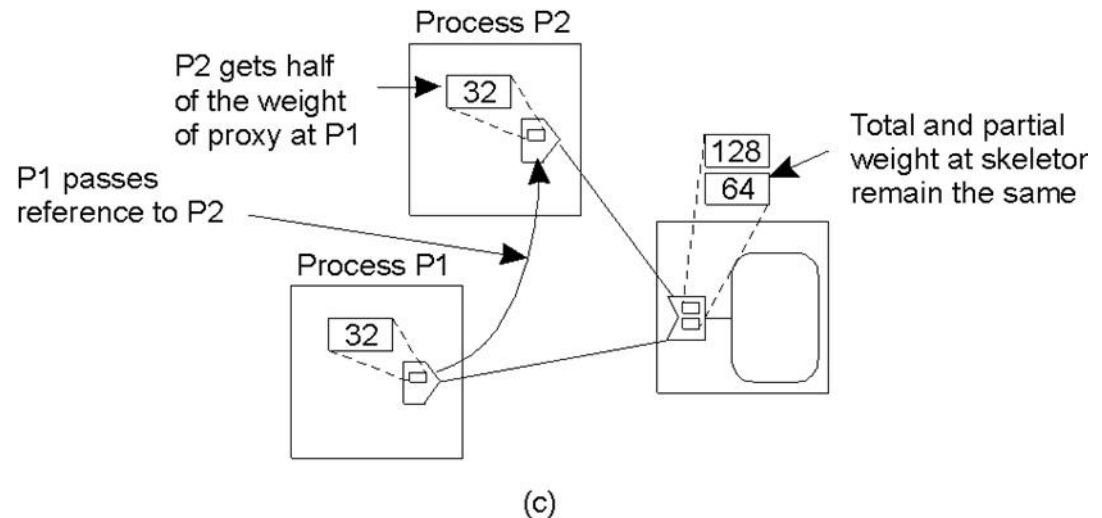 Process P2
P2 gets half
of the weight
of proxy at P1
32
128
64
Total and partial
weight at skeletor
remain the same
P1 passes
reference to P2
Process P1
32
(c)